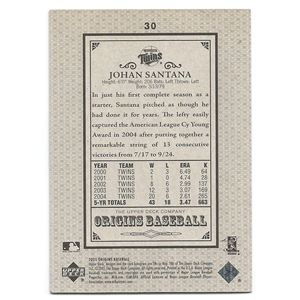 30
Twins
JOHAN SANTANA
Height: 6'0" Weight: 206 Bats: Left Throws: Left
Born: 3/13/79
In just his first complete season as a
starter, Santana pitched as though he
had done it for years. The lefty easily
captured the American League Cy Young
Award in 2004 after putting together a
remarkable string of 13 consecutive
victories from 7/17 to 9/24.
YEAR TEAM W L ERA K
2000 TWINS 2 3 6.49 64
2001 TWINS 1 0 4.74 28
2002 TWINS 8 6 2.99 137
2003 TWINS 12 3 3.07 169
2004 TWINS 20 6 2.61 265
5-YR TOTALS 43 18 3.47 663
THE UPPER DECK COMPANY
ORIGINS BASEBALL
2005 ORIGINS BASEBALL
UPPER DECK